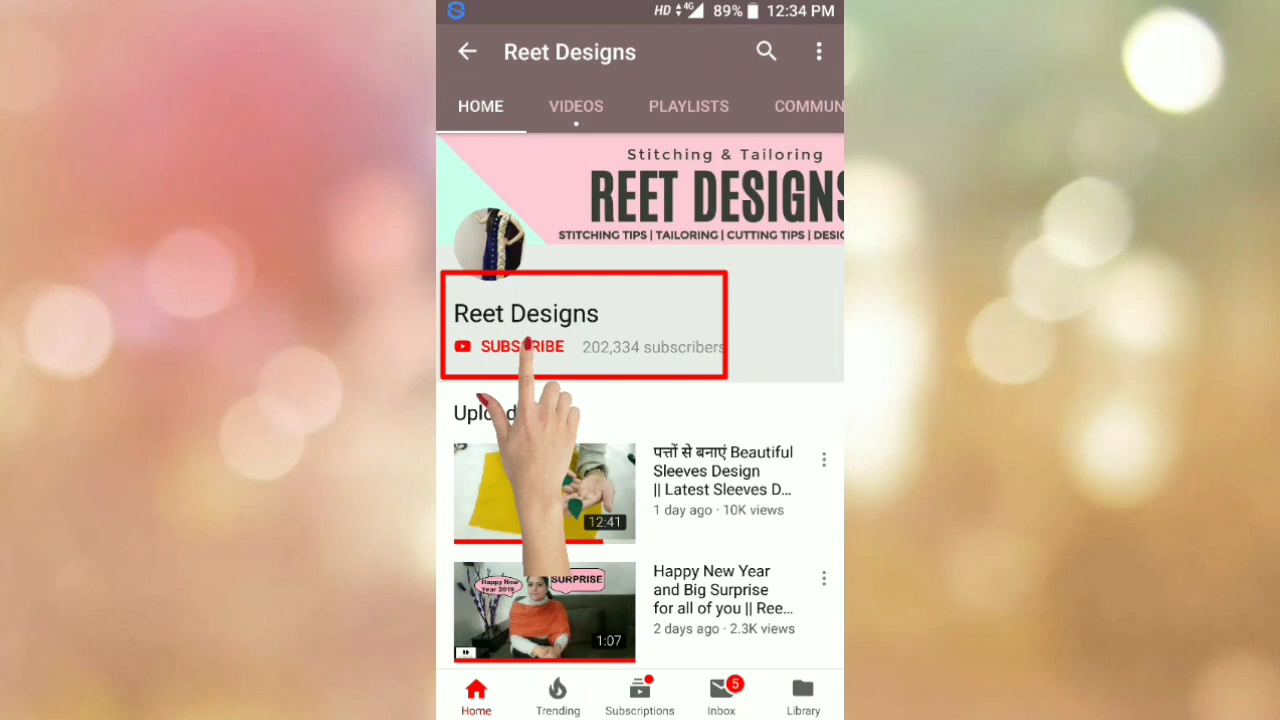 HD 4G 89% 12:34 PM
Reet Designs
HOME VIDEOS PLAYLISTS COMMUN
Stitching & Tailoring
REET DESIGNS
STITCHING TIPS | TAILORING | CUTTING TIPS | DESIG
Reet Designs
SUBSCRIBE 202,334 subscribers
पत्तों से बनाएं Beautiful
Sleeves Design
|| Latest Sleeves D...
1 day ago · 10K views
12:41
Happy New Year
and Big Surprise
for all of you || Ree...
2 days ago · 2.3K views
Happy New
Year 2019
SURPRISE
1:07
5
Home Trending Subscriptions Inbox Library